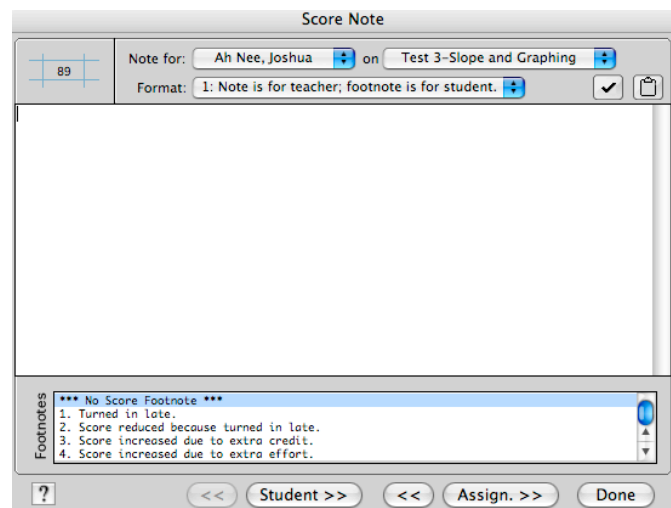 Score Note
89
Note for: Ah Nee, Joshua on Test 3-Slope and Graphing
Format: 1: Note is for teacher; footnote is for student.
Footnotes
*** No Score Footnote ***
1. Turned in late.
2. Score reduced because turned in late.
3. Score increased due to extra credit.
4. Score increased due to extra effort.
? << Student >> << Assign. >> Done